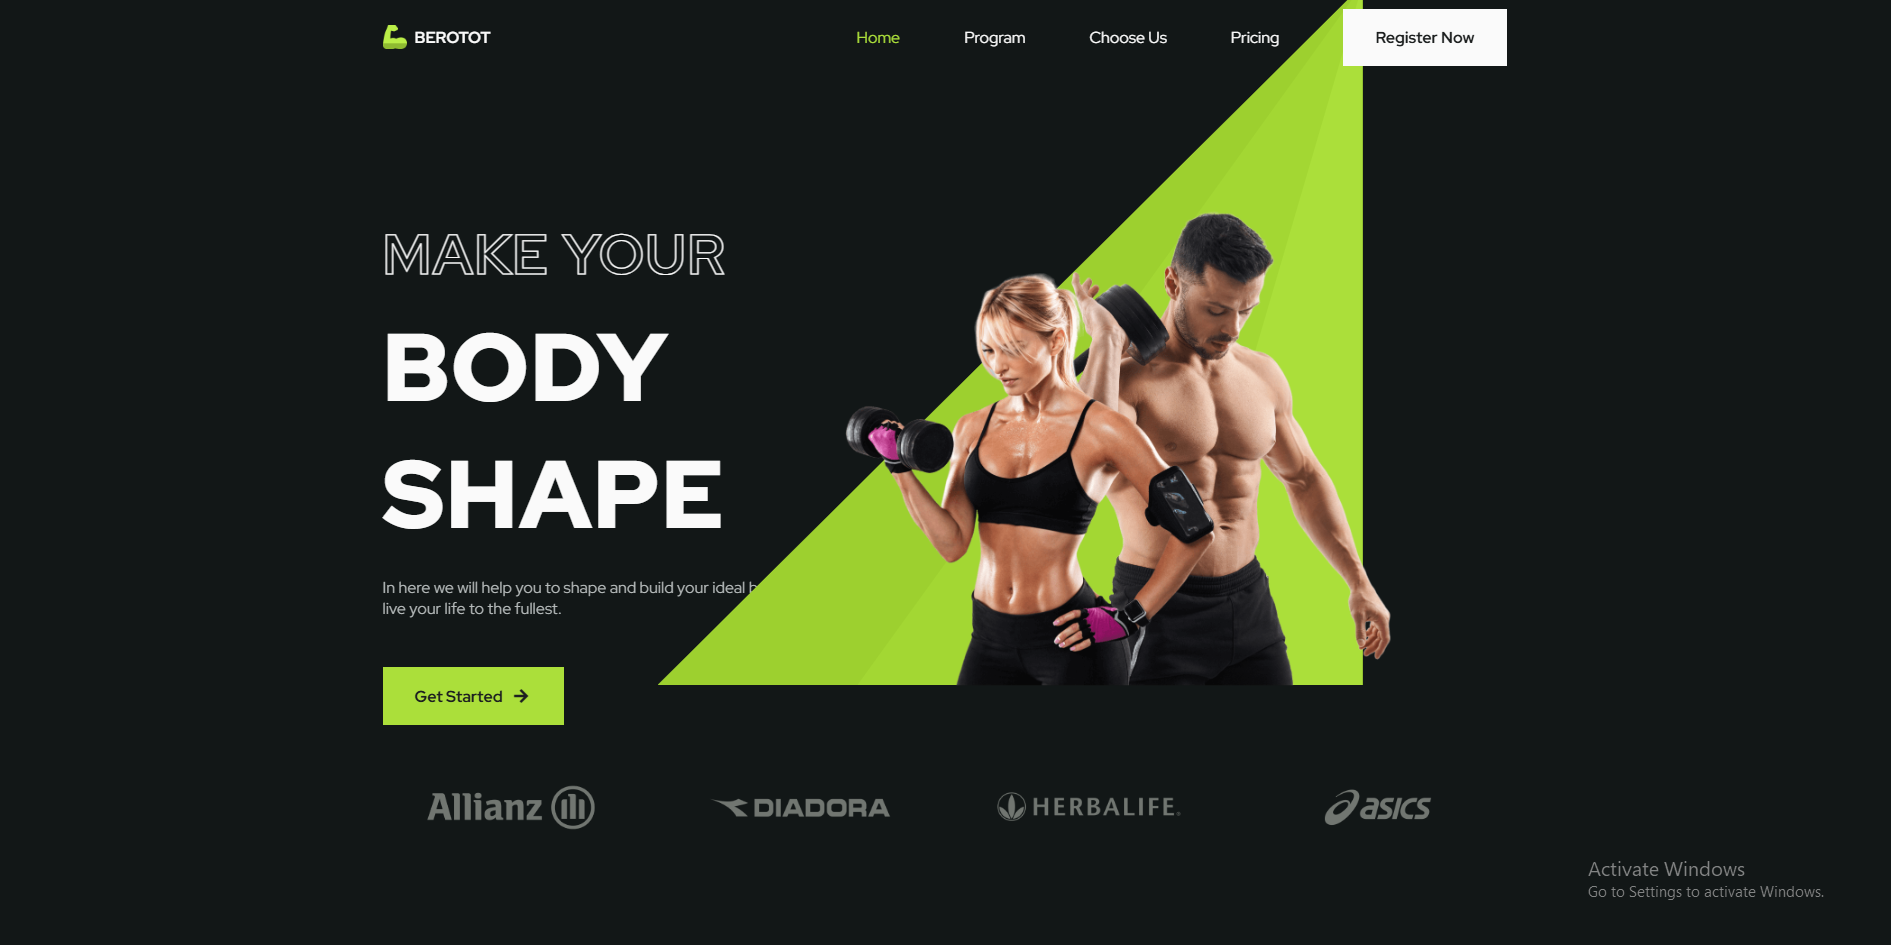 BEROTOT
Home
Program
Choose Us
Pricing
Register Now
MAKE YOUR
BODY
SHAPE
In here we will help you to shape and build your ideal
live your life to the fullest.
Get Started
Allianz
DIADORA
HERBALIFE
asics
Activate Windows
Go to Settings to activate Windows.